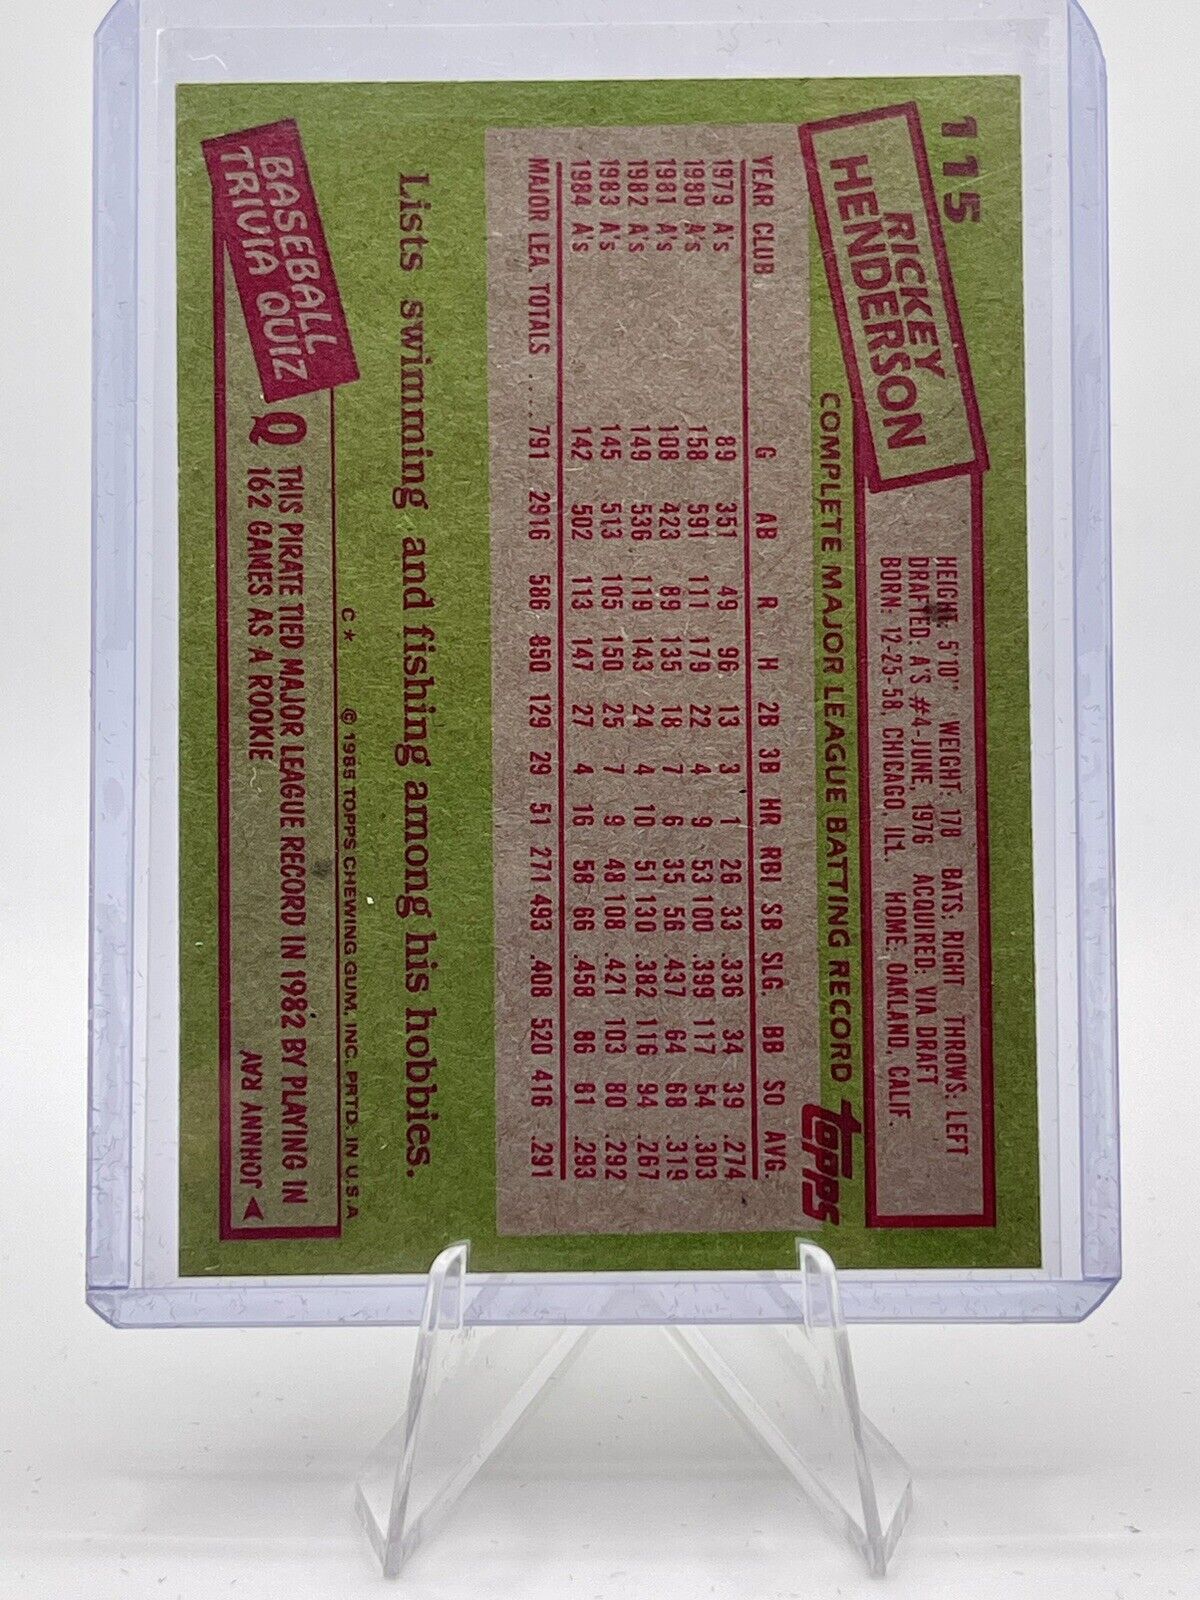 115
RICKEY
HENDERSON
HEIGHT: 5'10" WEIGHT: 178 BATS: RIGHT THROWS: LEFT
DRAFTED: A'S #4-JUNE, 1976 ACQUIRED: VIA DRAFT
BORN: 12-25-58, CHICAGO, ILL. HOME: OAKLAND, CALIF.
COMPLETE MAJOR LEAGUE BATTING RECORD
topps
YEAR CLUB G AB R H 2B 3B HR RBI SB SLG. BB SO AVG.
1979 A's 89 351 49 96 13 3 1 26 33 .336 34 39 .274
1980 A's 158 591 111 179 22 4 9 53 100 .399 117 54 .303
1981 A's 108 423 89 135 18 7 6 35 56 .437 64 68 .319
1982 A's 149 536 119 143 24 4 10 51 130 .382 116 94 .267
1983 A's 145 513 105 150 25 7 9 48 108 .421 103 80 .292
1984 A's 142 502 113 147 27 4 16 58 66 .458 86 81 .293
MAJOR LEA. TOTALS ....791 2916 586 850 129 29 51 271 493 .408 520 416 .291
Lists swimming and fishing among his hobbies.
C* © 1985 TOPPS CHEWING GUM, INC. PRTD. IN U.S.A
BASEBALL
TRIVIA QUIZ
Q THIS PIRATE TIED MAJOR LEAGUE RECORD IN 1982 BY PLAYING IN
162 GAMES AS A ROOKIE
JOHNNY RAY